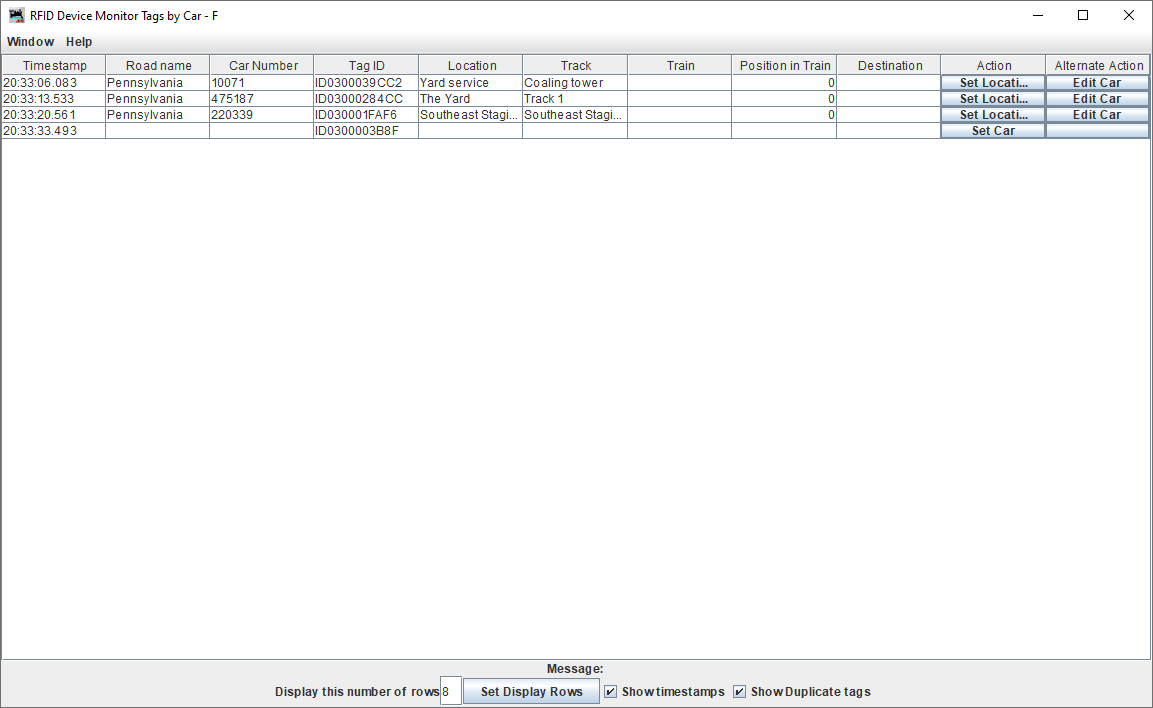 RFID Device Monitor Tags by Car - F
Window Help
Timestamp Road name Car Number Tag ID Location Track Train Position in Train Destination Action Alternate Action
20:33:06.083 Pennsylvania 10071 ID0300039CC2 Yard service Coaling tower 0 Set Locati... Edit Car
20:33:13.533 Pennsylvania 475187 ID03000284CC The Yard Track 1 0 Set Locati... Edit Car
20:33:20.561 Pennsylvania 220339 ID030001FAF6 Southeast Stagi... Southeast Stagi... 0 Set Locati... Edit Car
20:33:33.493 ID0300003B8F Set Car
Message:
Display this number of rows 8 Set Display Rows Show timestamps Show Duplicate tags